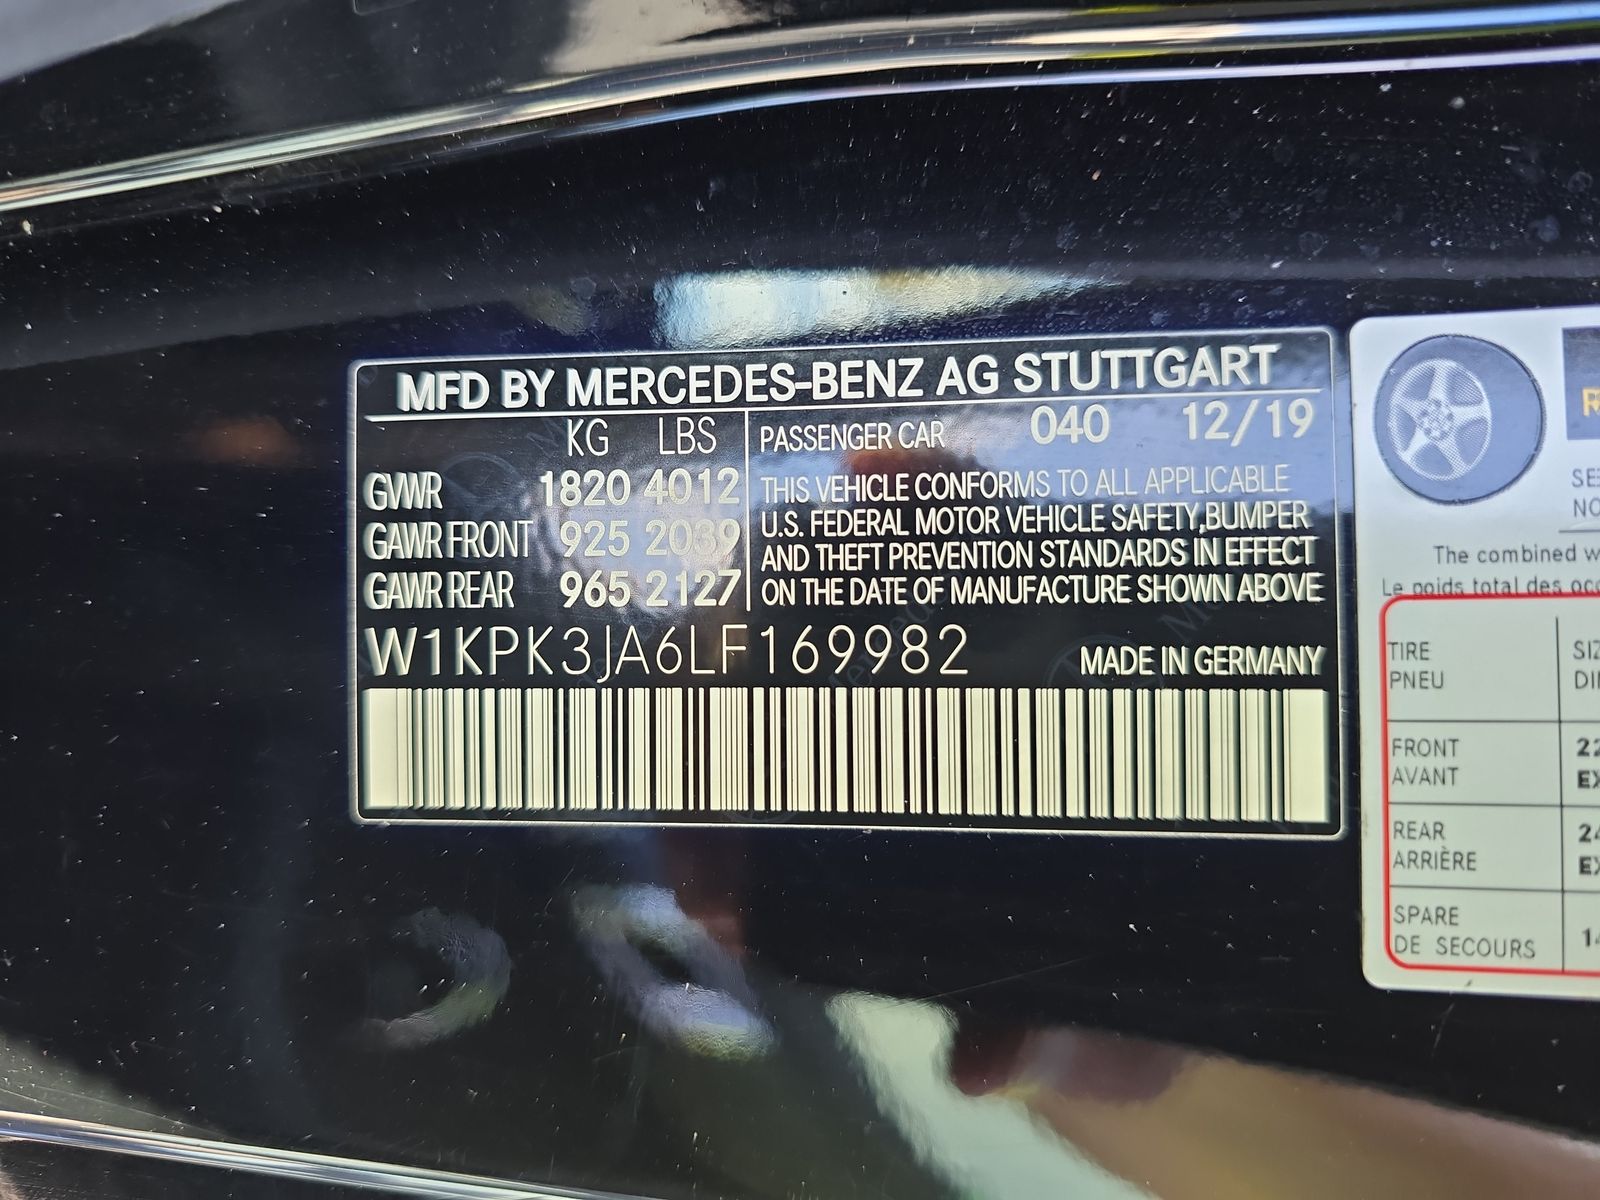 MFD BY MERCEDES-BENZ AG STUTTGART
KG LBS
GVWR 1820 4012
GAWR FRONT 925 2039
GAWR REAR 965 2127
PASSENGER CAR 040 12/19
THIS VEHICLE CONFORMS TO ALL APPLICABLE
U.S. FEDERAL MOTOR VEHICLE SAFETY,BUMPER
AND THEFT PREVENTION STANDARDS IN EFFECT
ON THE DATE OF MANUFACTURE SHOWN ABOVE
W1KPK3JA6LF169982
MADE IN GERMANY
The combined
Le poids total des
TIRE
PNEU
FRONT
AVANT
REAR
ARRIÈRE
SPARE
DE SECOURS